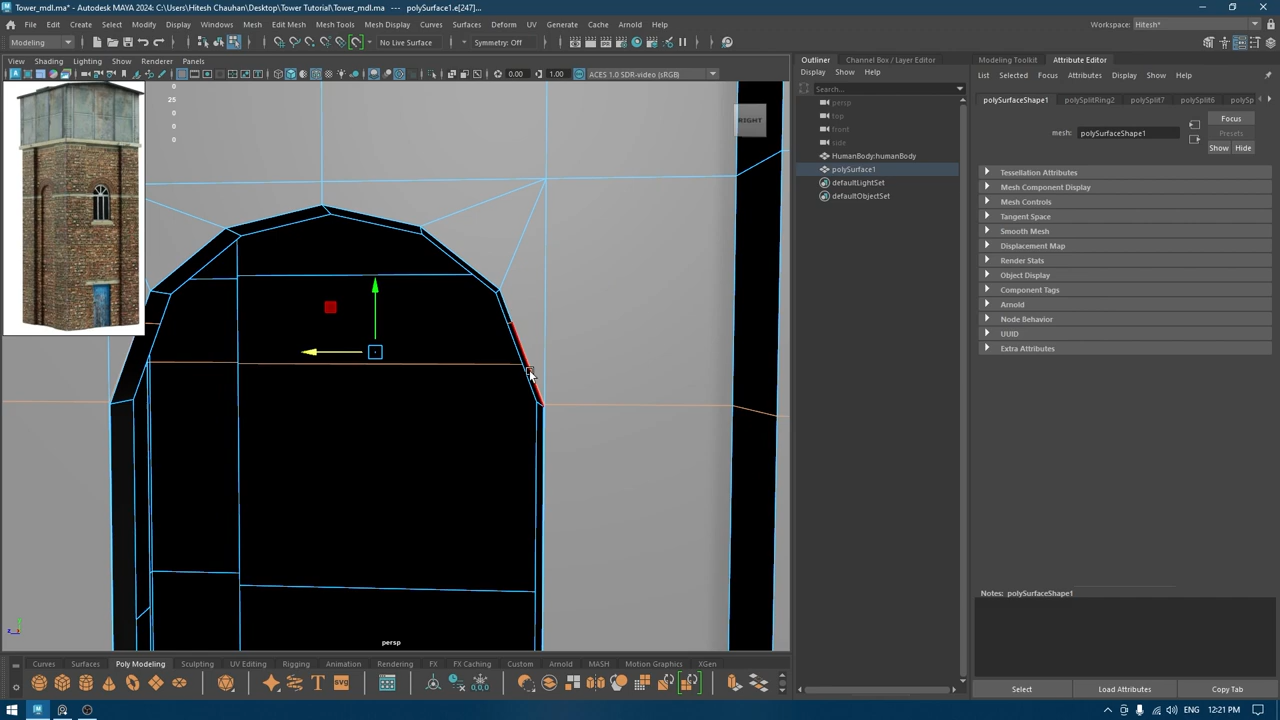 Tower_mdl.ma* - Autodesk MAYA 2024: C:\Users\Hitesh Chauhan\Desktop\Tower Tutorial\Tower_mdl.ma* --- polySurface1.e[247]...
File Edit Create Select Modify Display Windows Mesh Edit Mesh Mesh Tools Mesh Display Curves Surfaces Deform UV Generate Cache Arnold Help
Workspace: Hitesh*
Modeling
No Live Surface
Symmetry: Off
View Shading Lighting Show Renderer Panels
0.00
1.00
ACES 1.0 SDR-video (sRGB)
0
25
0
0
0
RIGHT
persp
Outliner
Channel Box / Layer Editor
Display Show Help
Search...
persp
top
front
side
HumanBody:humanBody
polySurface1
defaultLightSet
defaultObjectSet
Modeling Toolkit
Attribute Editor
List Selected Focus Attributes Display Show Help
polySurfaceShape1 polySplitRing2 polySplit7 polySplit6 polySp
mesh: polySurfaceShape1
Focus
Presets
Show Hide
Tessellation Attributes
Mesh Component Display
Mesh Controls
Tangent Space
Smooth Mesh
Displacement Map
Render Stats
Object Display
Component Tags
Arnold
Node Behavior
UUID
Extra Attributes
Notes: polySurfaceShape1
Select Load Attributes Copy Tab
Curves Surfaces Poly Modeling Sculpting UV Editing Rigging Animation Rendering FX FX Caching Custom Arnold MASH Motion Graphics XGen
SVG
ENG 12:21 PM